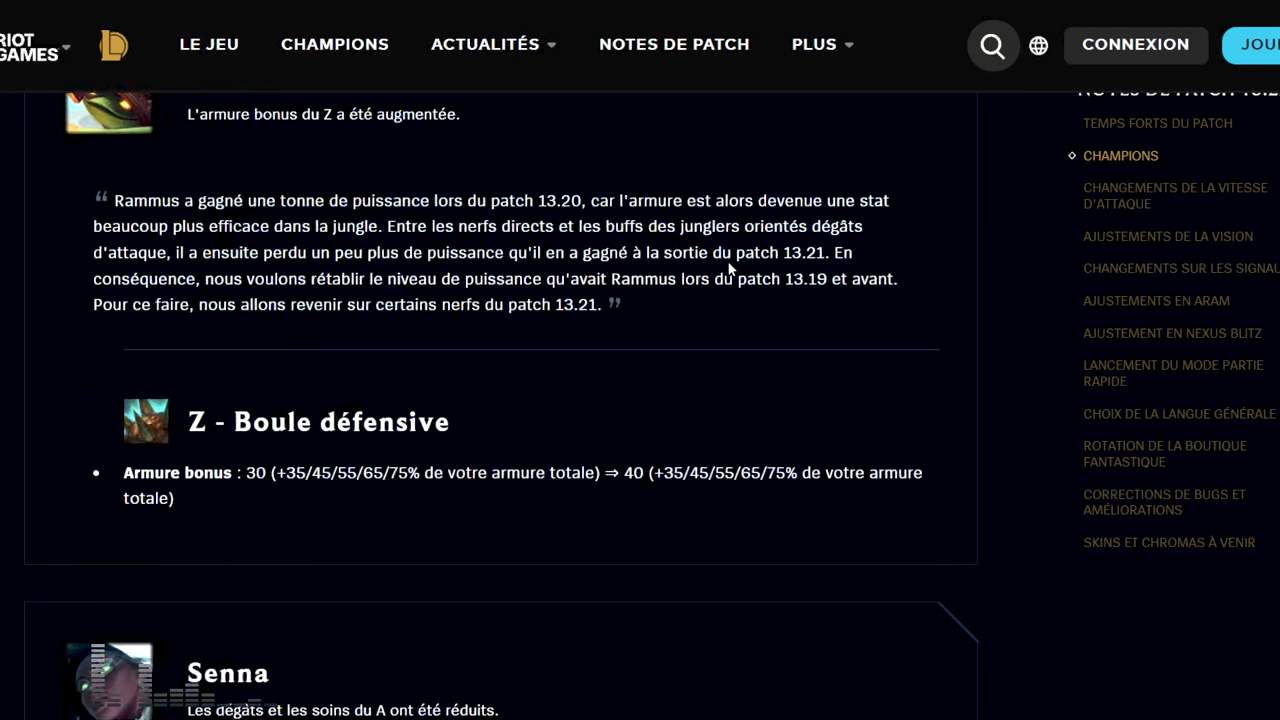 RIOT
GAMES
LE JEU
CHAMPIONS
ACTUALITÉS
NOTES DE PATCH
PLUS
CONNEXION
L'armure bonus du Z a été augmentée.
“ Rammus a gagné une tonne de puissance lors du patch 13.20, car l'armure est alors devenue une stat
beaucoup plus efficace dans la jungle. Entre les nerfs directs et les buffs des junglers orientés dégâts
d'attaque, il a ensuite perdu un peu plus de puissance qu'il en a gagné à la sortie du patch 13.21. En
conséquence, nous voulons rétablir le niveau de puissance qu'avait Rammus lors du patch 13.19 et avant.
Pour ce faire, nous allons revenir sur certains nerfs du patch 13.21. ”
Z - Boule défensive
• Armure bonus : 30 (+35/45/55/65/75% de votre armure totale) ⇒ 40 (+35/45/55/65/75% de votre armure
totale)
Senna
Les dégâts et les soins du A ont été réduits.
NOTES DE PATCH
TEMPS FORTS DU PATCH
CHAMPIONS
CHANGEMENTS DE LA VITESSE
D'ATTAQUE
AJUSTEMENTS DE LA VISION
CHANGEMENTS SUR LES
AJUSTEMENTS EN ARAM
AJUSTEMENT EN NEXUS BLITZ
LANCEMENT DU MODE PARTIE
RAPIDE
CHOIX DE LA LANGUE GÉNÉRALE
ROTATION DE LA BOUTIQUE
FANTASTIQUE
CORRECTIONS DE BUGS ET
AMÉLIORATIONS
SKINS ET CHROMAS À VENIR